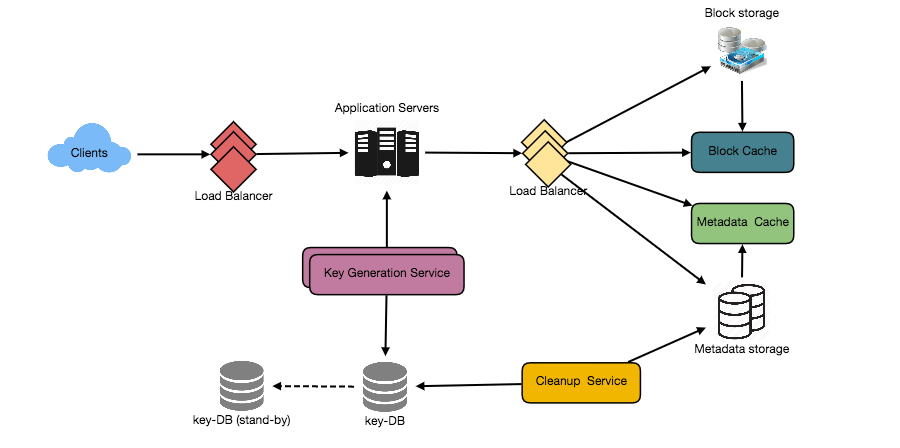 Block storage
Application Servers
Clients
Block Cache
Load Balancer
Load Balancer
Metadata  Cache
Key Generation Service
Metadata storage
Cleanup  Service
key-DB (stand-by)
key-DB